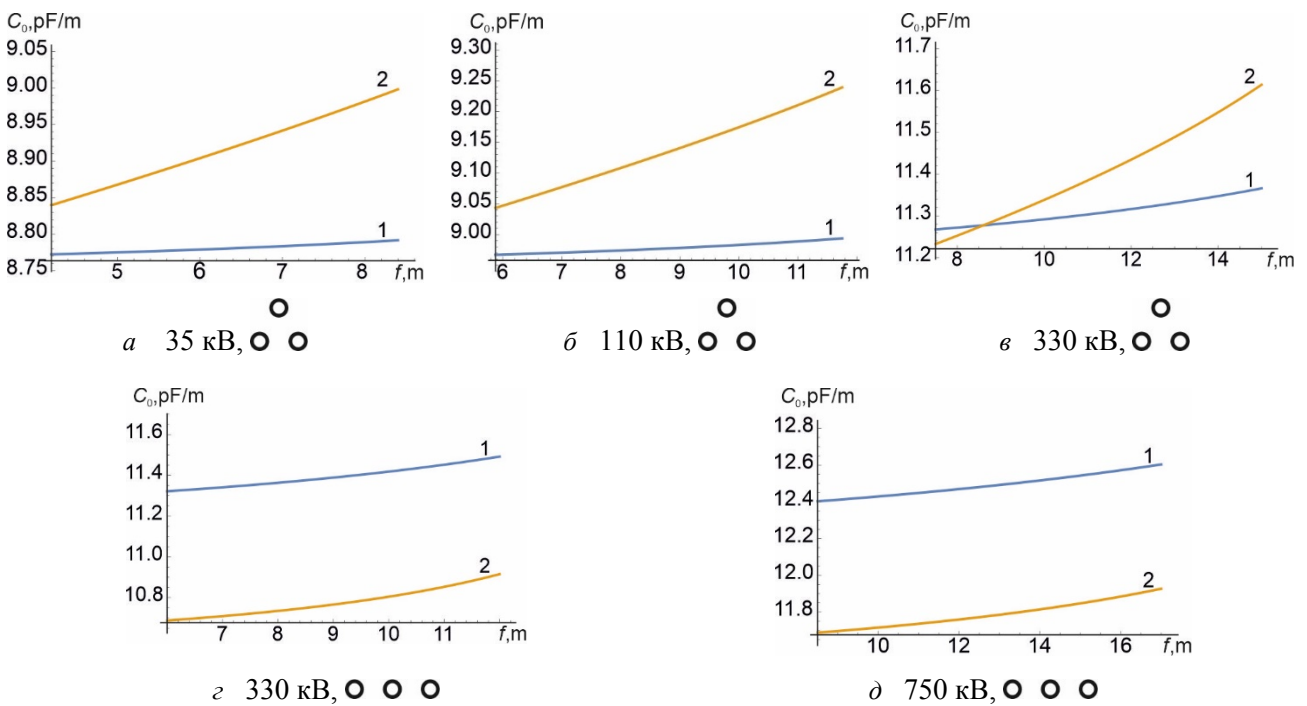 C₀,pF/m
9.05
9.00
8.95
8.90
8.85
8.80
8.75
5 6 7 8 f,m
2
1
а 35 кВ,
C₀,pF/m
9.30
9.25
9.20
9.15
9.10
9.05
9.00
6 7 8 9 10 11 f,m
2
1
б 110 кВ,
C₀,pF/m
11.7
11.6
11.5
11.4
11.3
11.2
8 10 12 14 f,m
2
1
в 330 кВ,
C₀,pF/m
11.6
11.4
11.2
11.0
10.8
7 8 9 10 11 f,m
1
2
г 330 кВ,
C₀,pF/m
12.8
12.6
12.4
12.2
12.0
11.8
10 12 14 16 f,m
1
2
д 750 кВ,